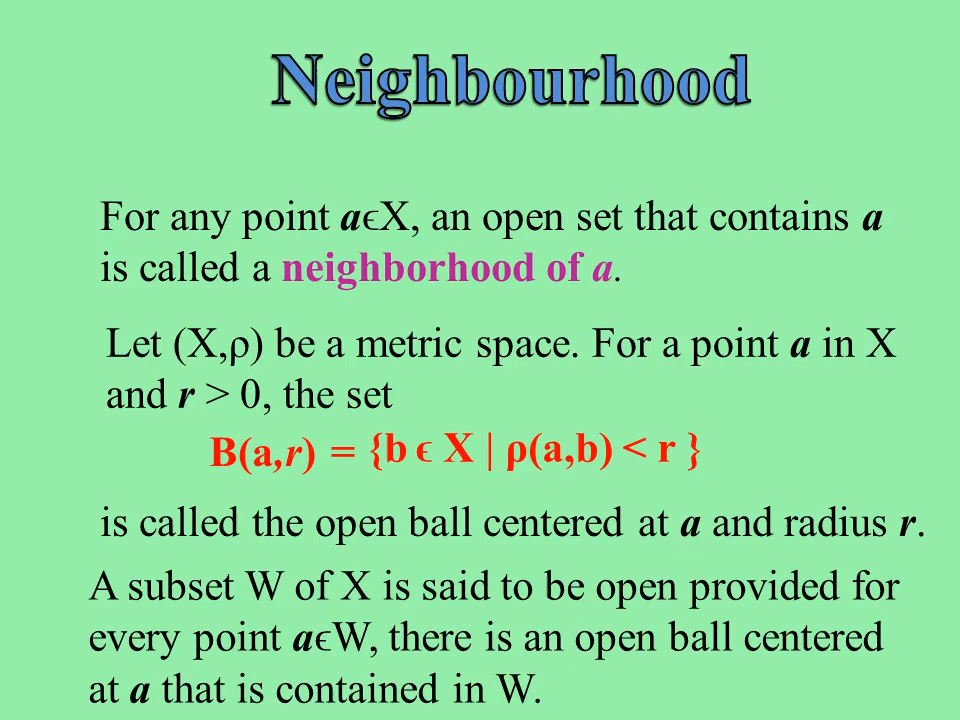 Neighbourhood
For any point aϵX, an open set that contains a
is called a neighborhood of a.
Let (X,ρ) be a metric space. For a point a in X
and r > 0, the set
B(a,r) = {b ϵ X | ρ(a,b) < r }
is called the open ball centered at a and radius r.
A subset W of X is said to be open provided for
every point aϵW, there is an open ball centered
at a that is contained in W.